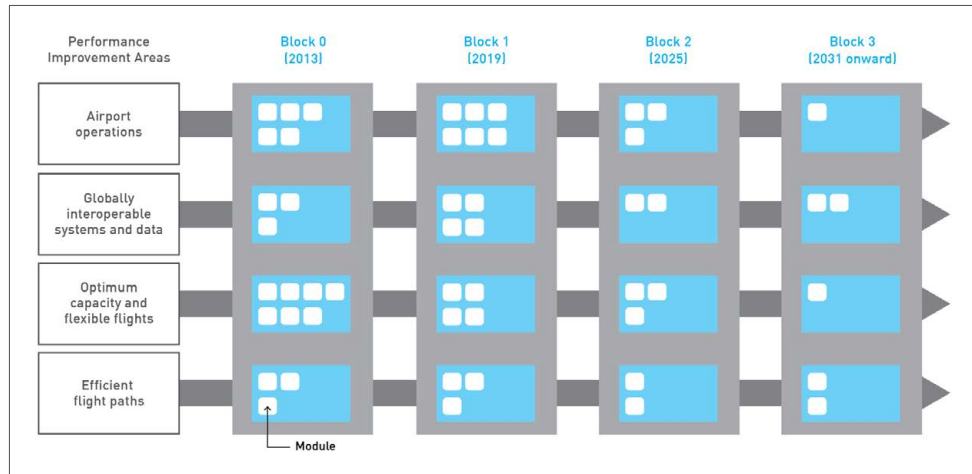 Performance
Improvement Areas
Block 0
(2013)
Block 1
(2019)
Block 2
(2025)
Block 3
(2031 onward)
Airport
operations
Globally
interoperable
systems and data
Optimum
capacity and
flexible flights
Efficient
flight paths
Module